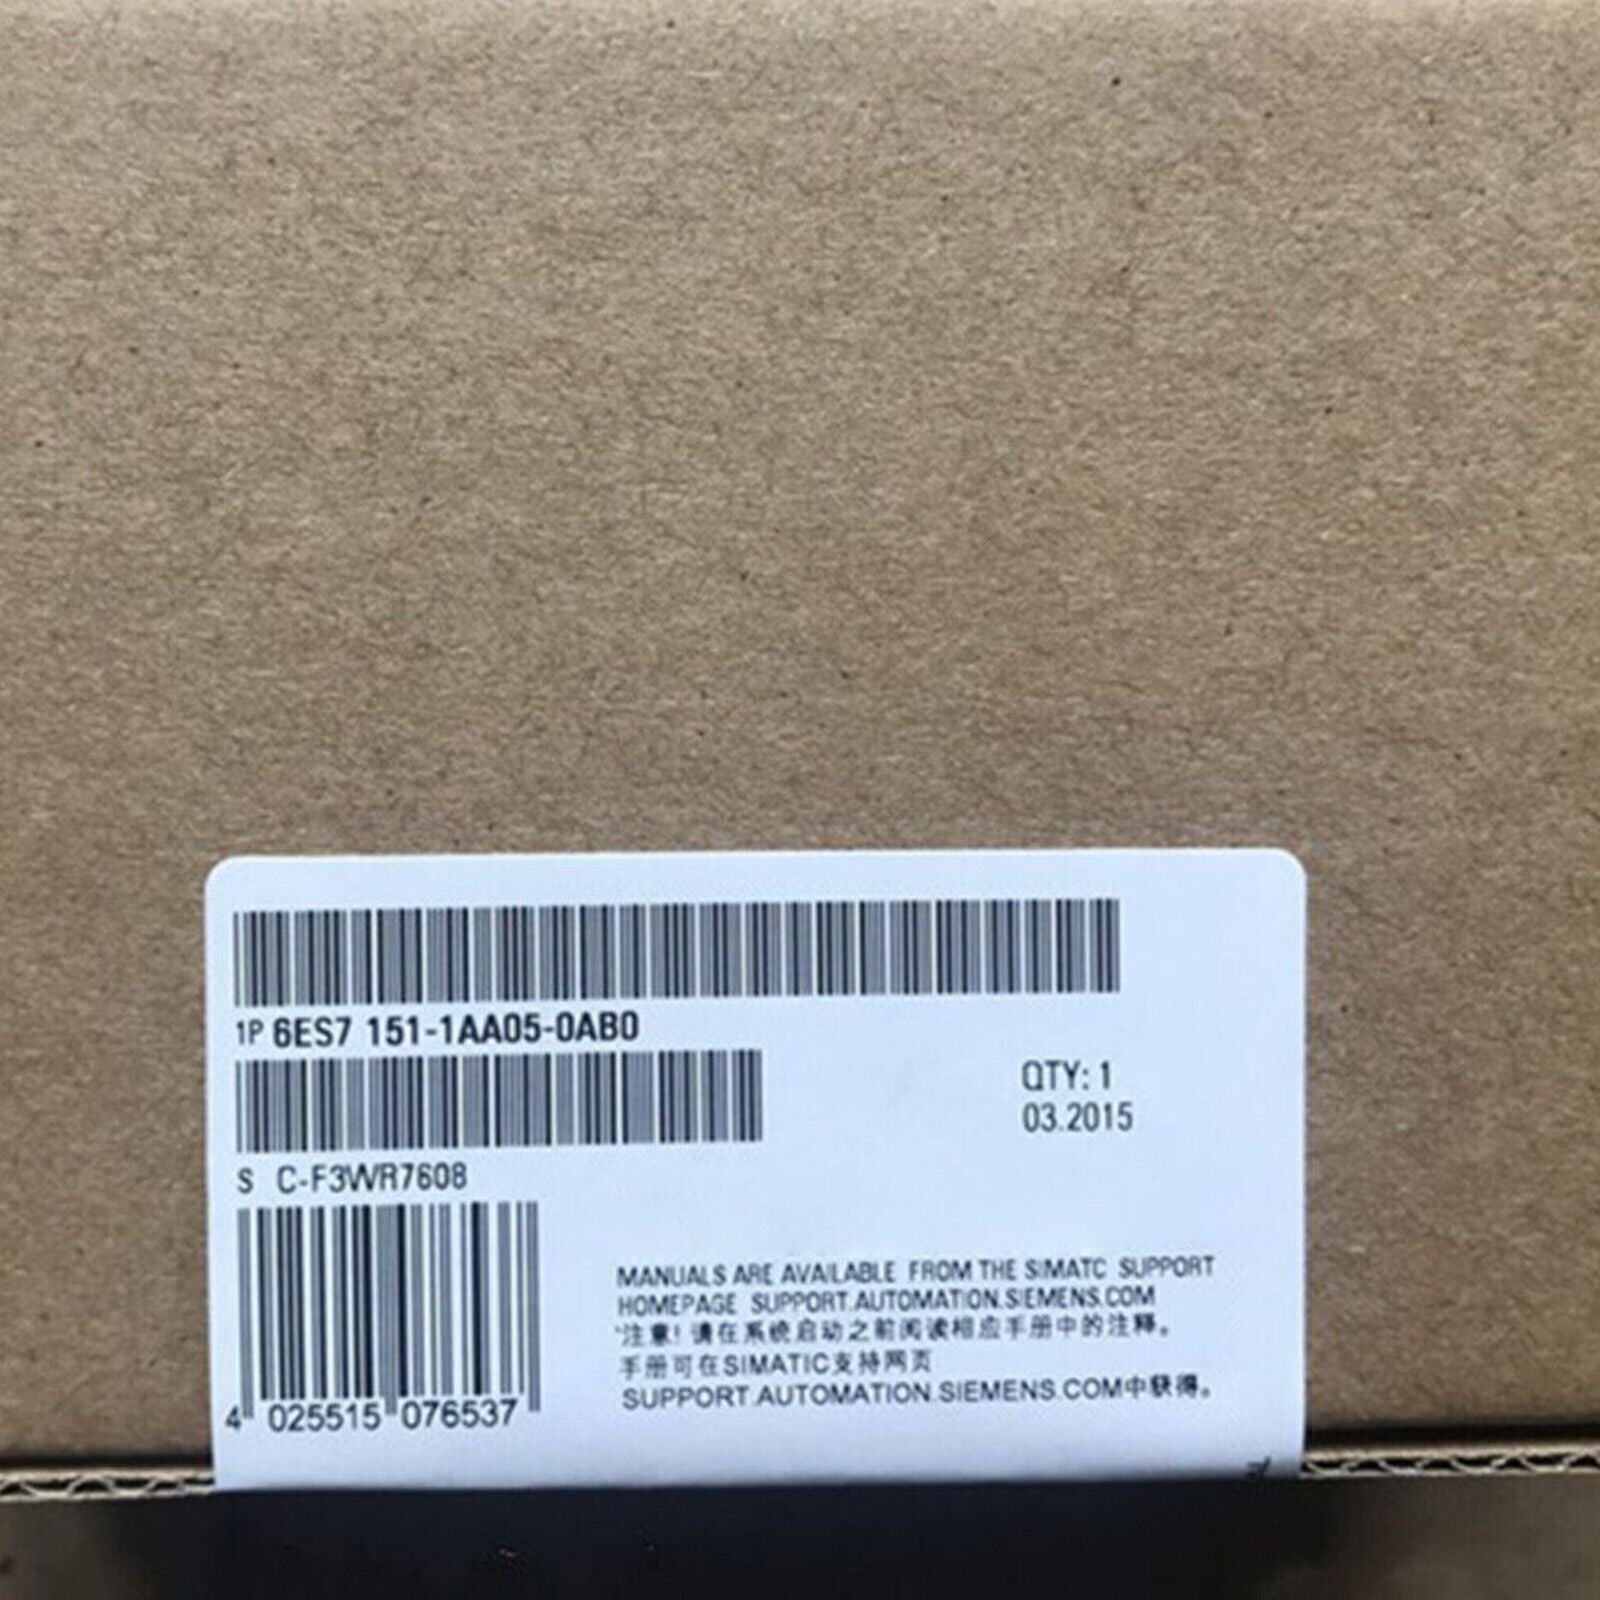 1P 6ES7 151-1AA05-0AB0
QTY: 1
03.2015
S C-F3WR7608
4 025515 076537
MANUALS ARE AVAILABLE FROM THE SIMATC SUPPORT
HOMEPAGE SUPPORT.AUTOMATION.SIEMENS.COM
"注意! 请在系统启动之前阅读相应手册中的注释。
手册可在SIMATIC支持网页
SUPPORT.AUTOMATION.SIEMENS.COM中获得。